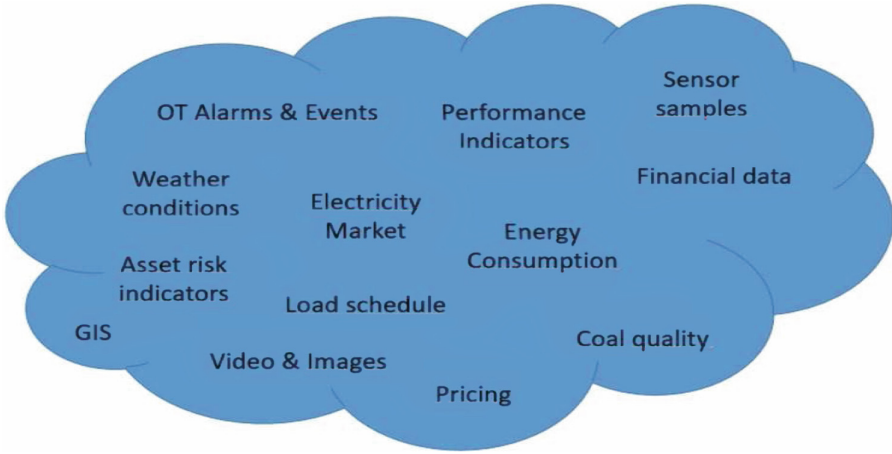 Sensor
samples
OT Alarms & Events
Performance
Indicators
Weather
conditions
Financial data
Electricity
Market
Energy
Consumption
Asset risk
indicators
Load schedule
GIS
Coal quality
Video & Images
Pricing